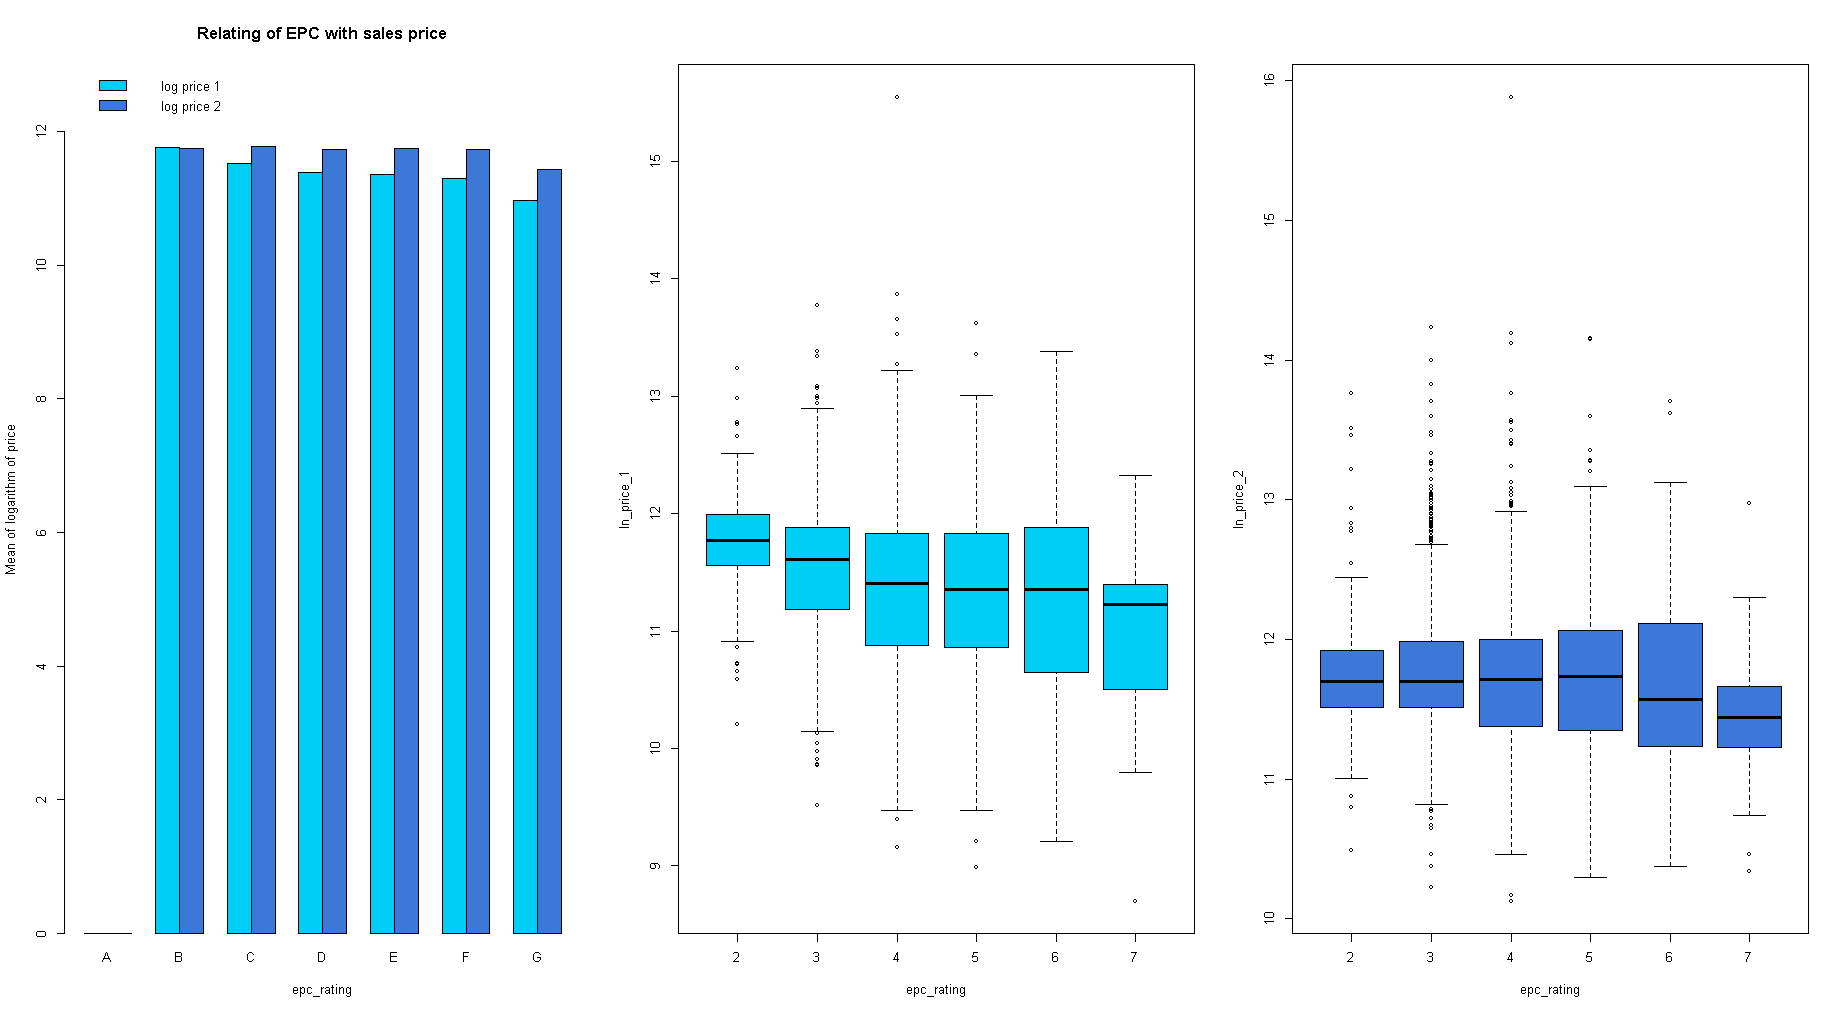 Relating of EPC with sales price
log price 1
log price 2
Mean of logarithm of price
12
10
8
6
4
2
0
A B C D E F G
epc_rating
ln_price_1
15
14
13
12
11
10
9
2 3 4 5 6 7
epc_rating
ln_price_2
16
15
14
13
12
11
10
2 3 4 5 6 7
epc_rating